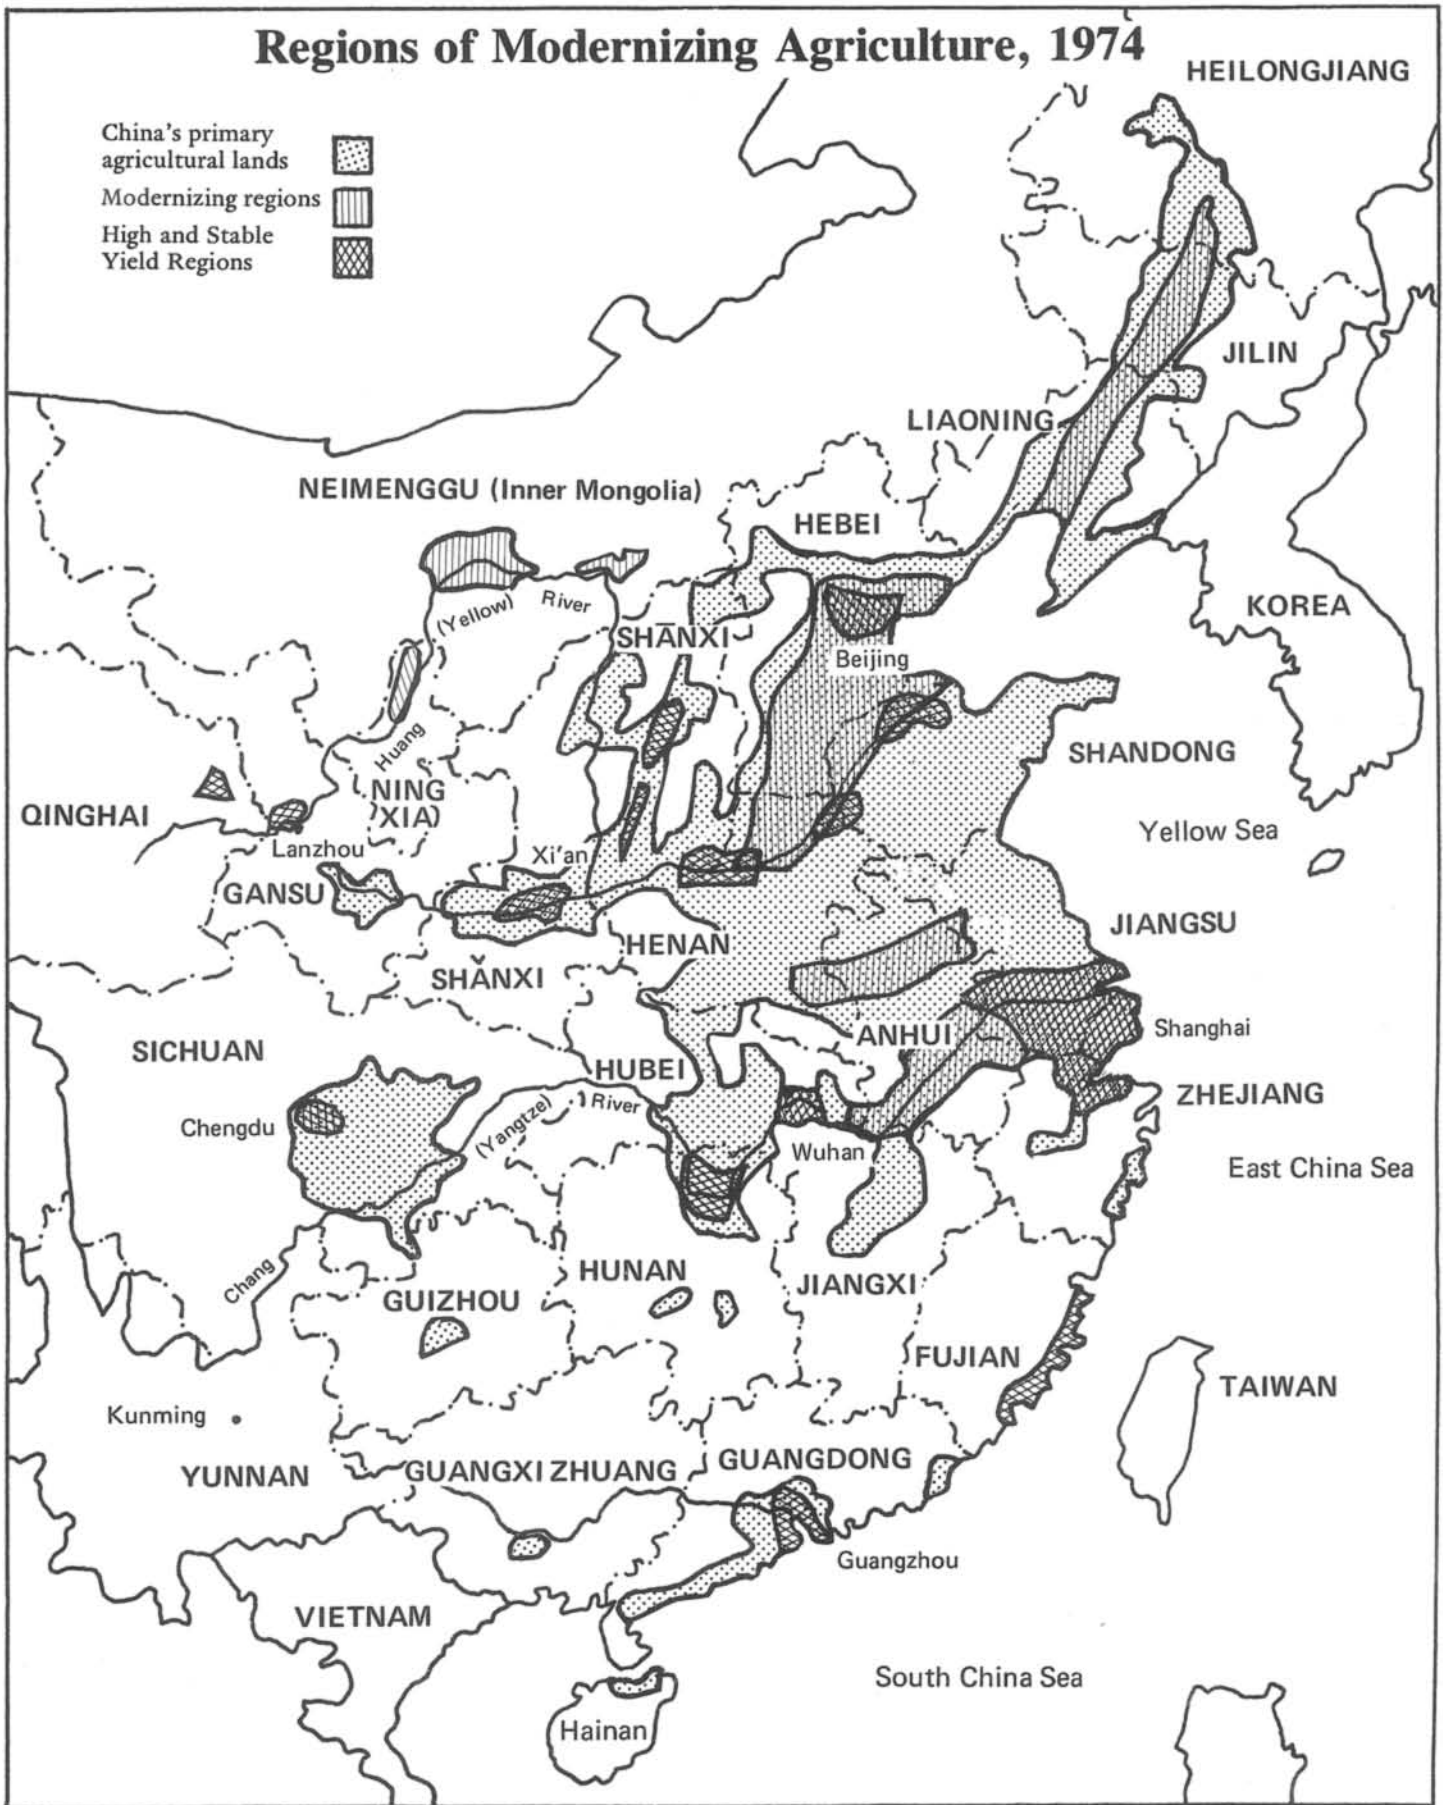 Regions of Modernizing Agriculture, 1974
HEILONGJIANG
China's primary
agricultural lands
Modernizing regions
High and Stable
Yield Regions
JILIN
LIAONING
NEIMENGGU (Inner Mongolia)
HEBEI
(Yellow)
River
KOREA
SHĀNXI
Beijing
Huang
SHANDONG
NING
XIA)
QINGHAI
Yellow Sea
Lanzhou
Xi'an
GANSU
JIANGSU
HENAN
SHǍNXI
Shanghai
ANHUI
SICHUAN
HUBEI
ZHEJIANG
River
(Yangtze)
Chengdu
Wuhan
East China Sea
Chang
HUNAN
JIANGXI
GUIZHOU
FUJIAN
TAIWAN
Kunming
YUNNAN
GUANGXI ZHUANG
GUANGDONG
Guangzhou
VIETNAM
South China Sea
Hainan